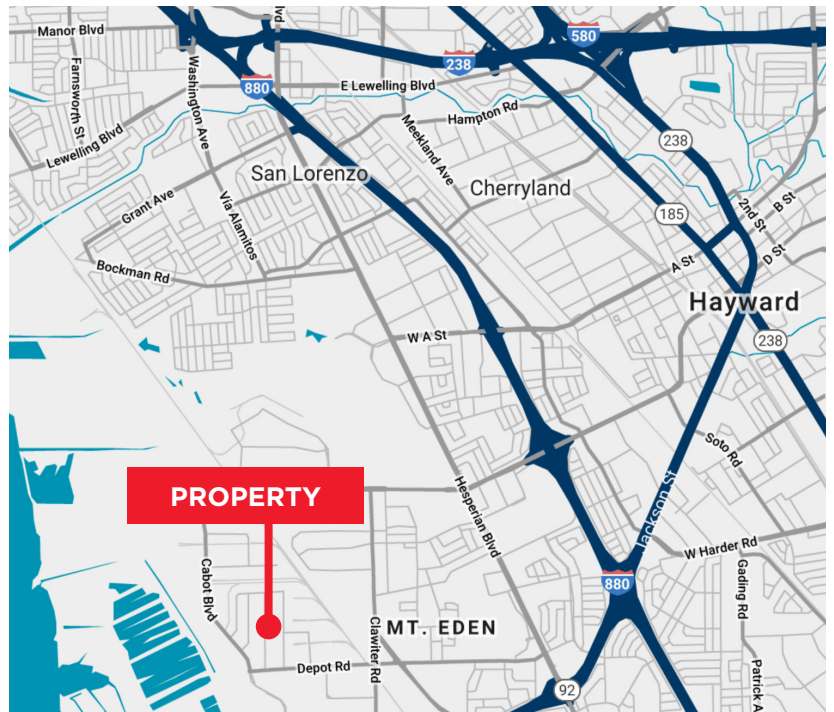 Manor Blvd
lvd
580
238
880
E Lewelling Blvd
Farnsworth St
Washington Ave
Hampton Rd
Meekland Ave
Lewelling Blvd
238
San Lorenzo
Cherryland
Grant Ave
Via Alamitos
185
2nd St
B St
D St
A St
Bockman Rd
Hayward
W A St
238
Soto Rd
PROPERTY
Hesperian Blvd
Jackson St
W Harder Rd
Cabot Blvd
880
Gading Rd
Clawiter Rd
MT. EDEN
Depot Rd
Patrick A
92